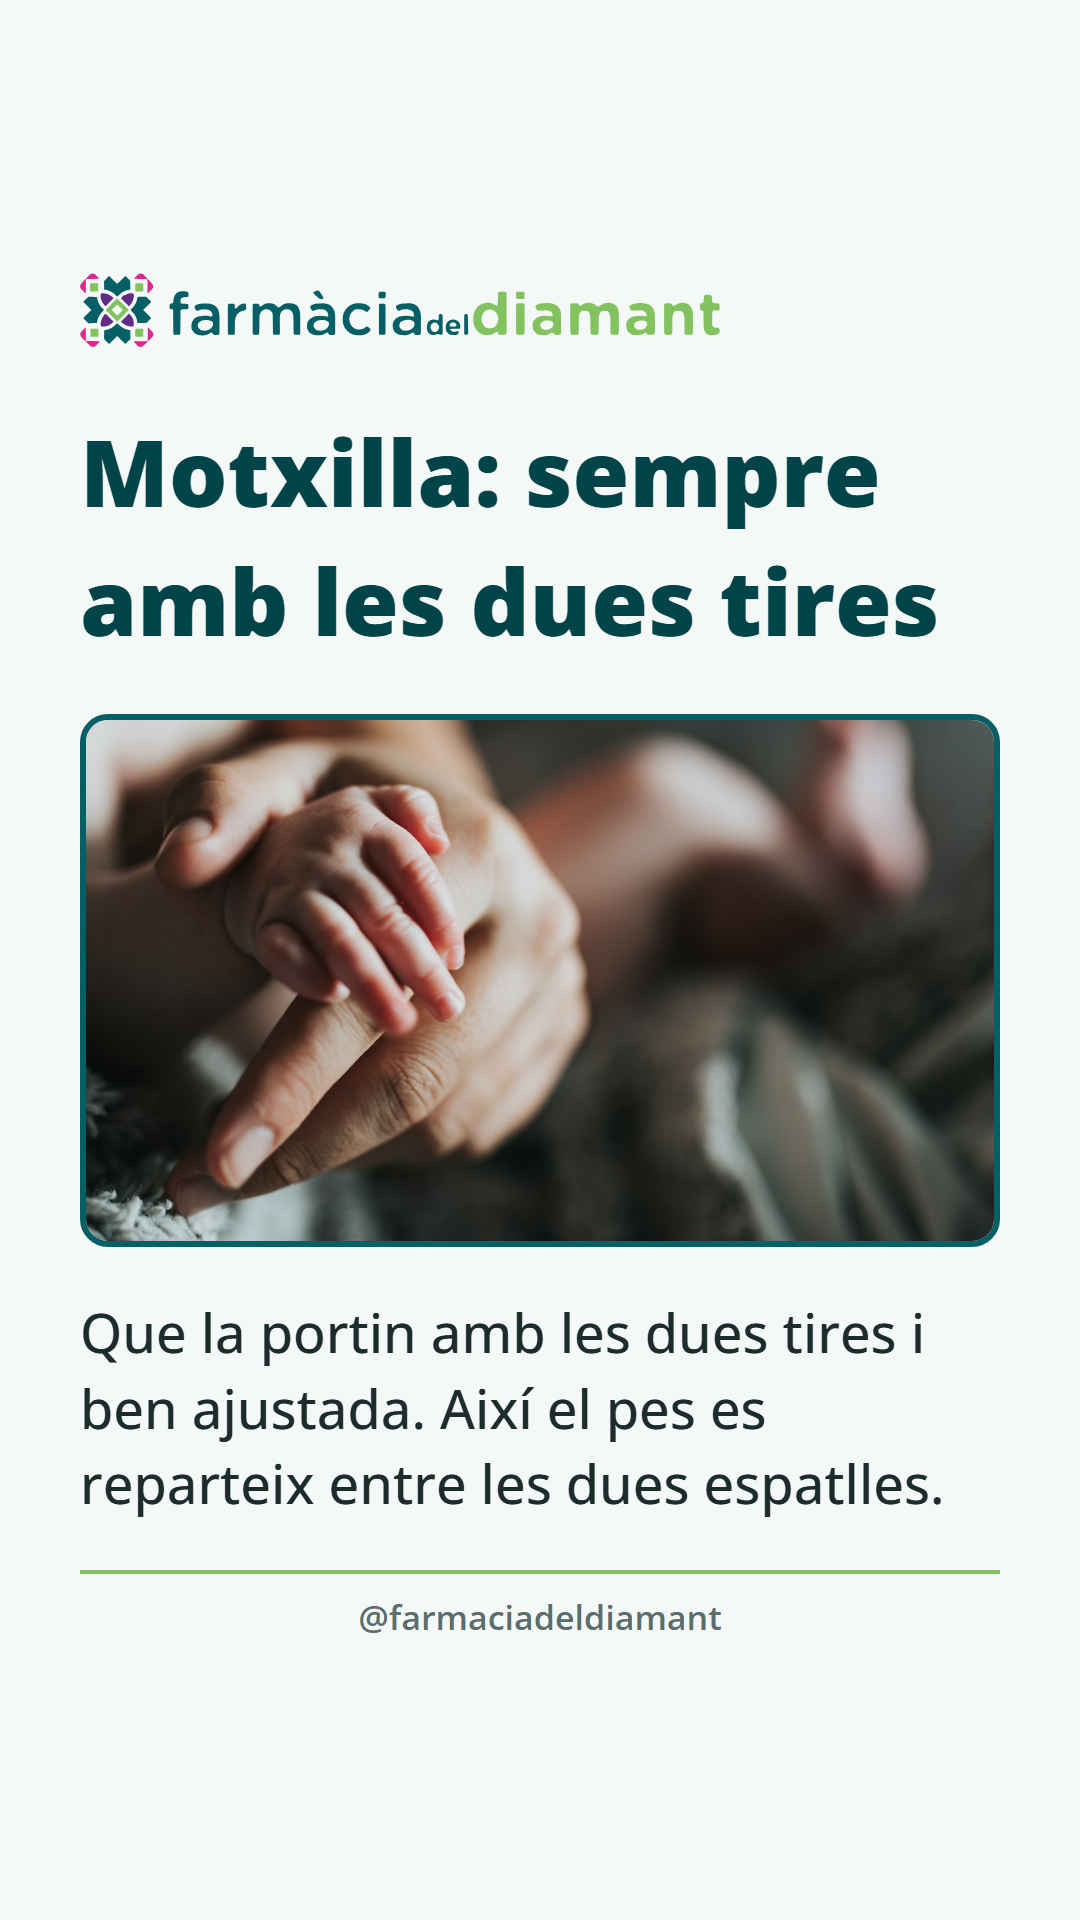 farmàciadeldiamant
Motxilla: sempre
amb les dues tires
Que la portin amb les dues tires i
ben ajustada. Així el pes es
reparteix entre les dues espatlles.
@farmaciadeldiamant